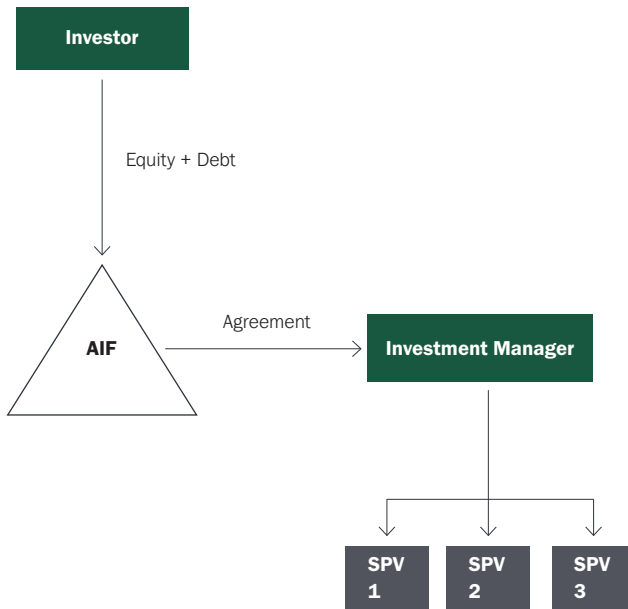 Investor
Equity + Debt
Agreement
AIF
Investment Manager
SPV
1
SPV
2
SPV
3